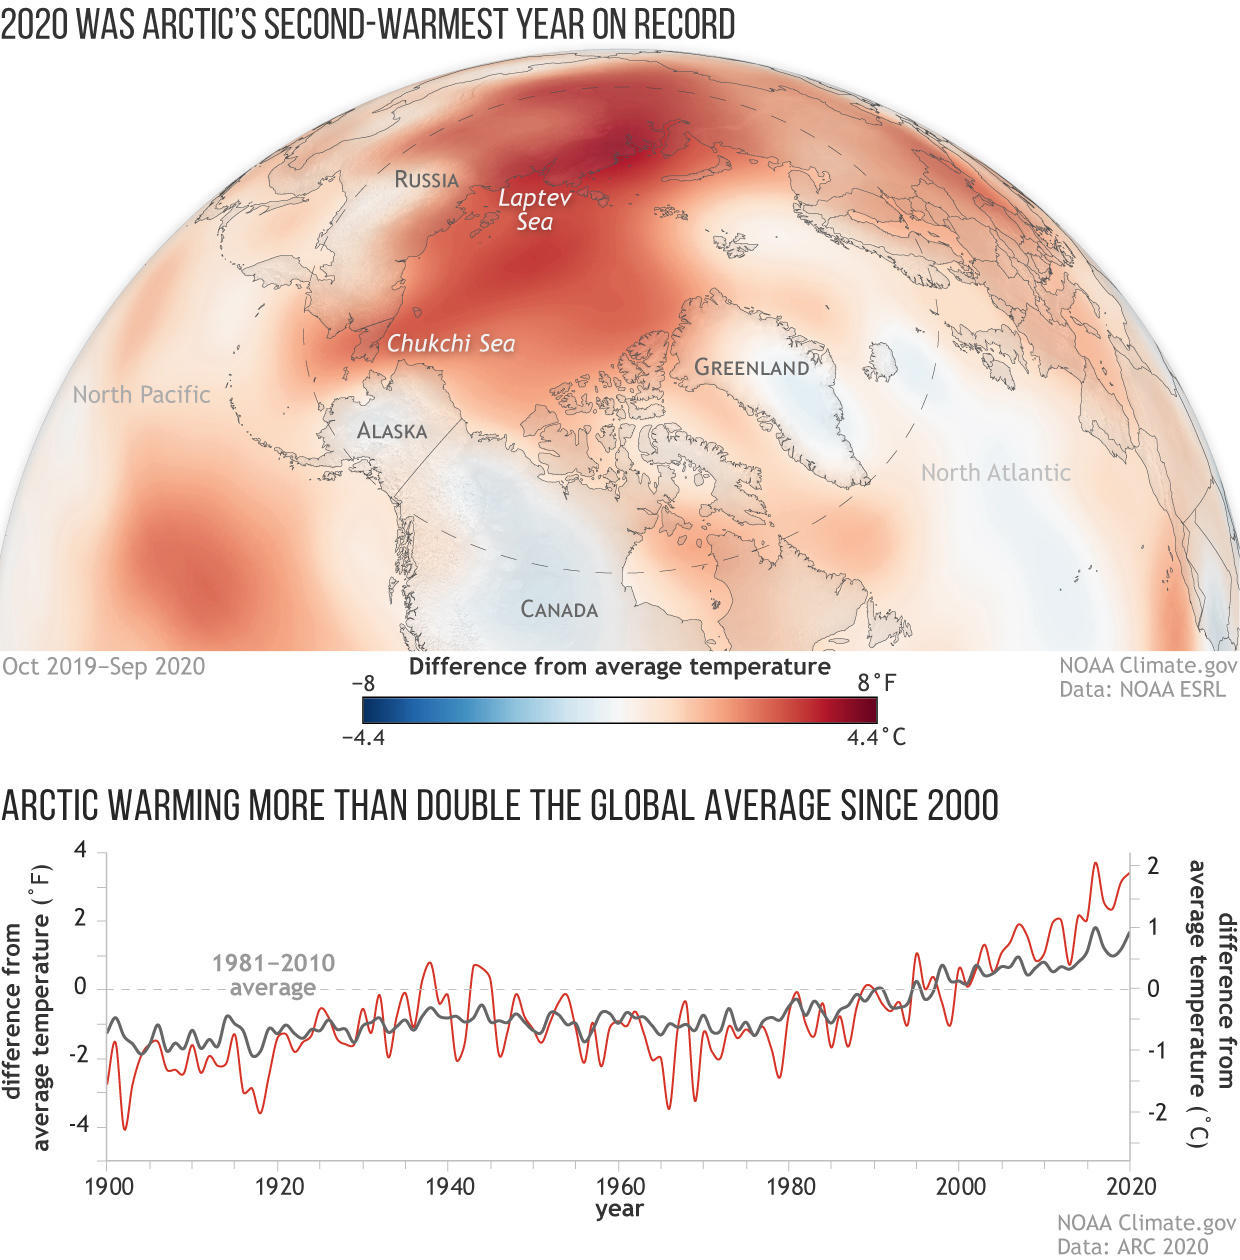 2020 WAS ARCTIC'S SECOND-WARMEST YEAR ON RECORD
RUSSIA
Laptev
Sea
Chukchi Sea
GREENLAND
North Pacific
ALASKA
North Atlantic
CANADA
Oct 2019–Sep 2020
Difference from average temperature
−8
8°F
−4.4
4.4°C
NOAA Climate.gov
Data: NOAA ESRL
ARCTIC WARMING MORE THAN DOUBLE THE GLOBAL AVERAGE SINCE 2000
difference from
average temperature (°F)
4
2
0
-2
-4
1981–2010
average
2
1
0
-1
-2
difference from
average temperature (°C)
1900
1920
1940
1960
1980
2000
2020
year
NOAA Climate.gov
Data: ARC 2020